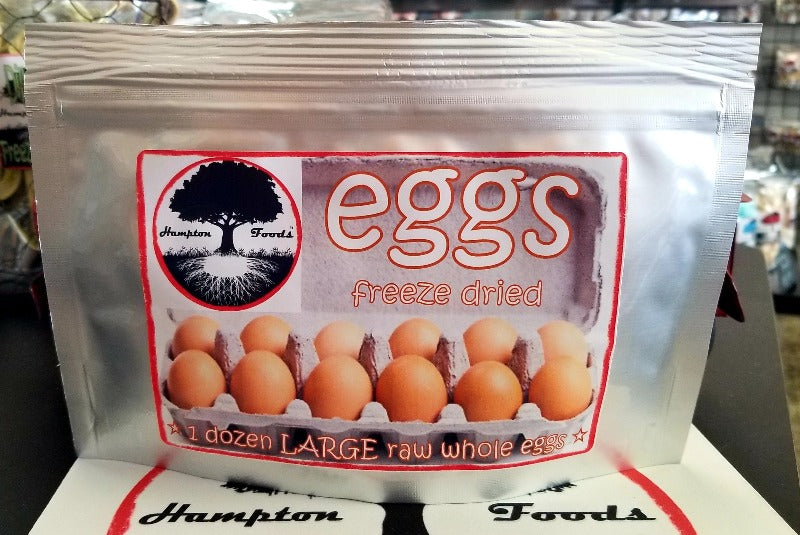 eggs
Hampton Foods
freeze dried
☆ 1 dozen LARGE raw whole eggs ☆
Hampton Foods